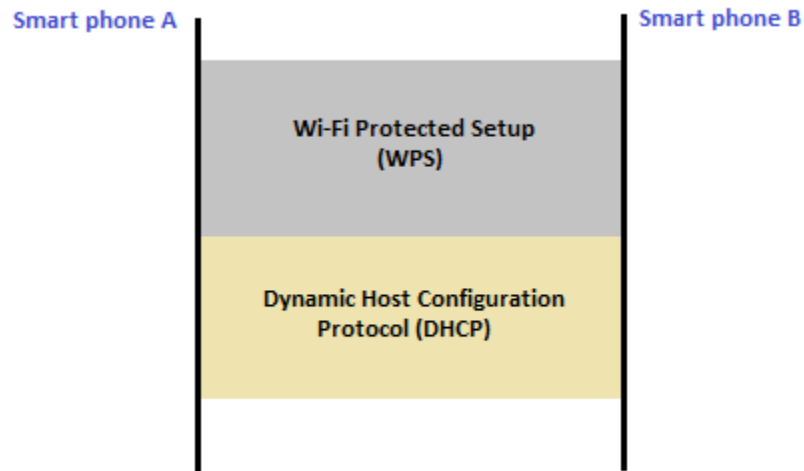 Smart phone A
Smart phone B
Wi-Fi Protected Setup
(WPS)
Dynamic Host Configuration
Protocol (DHCP)